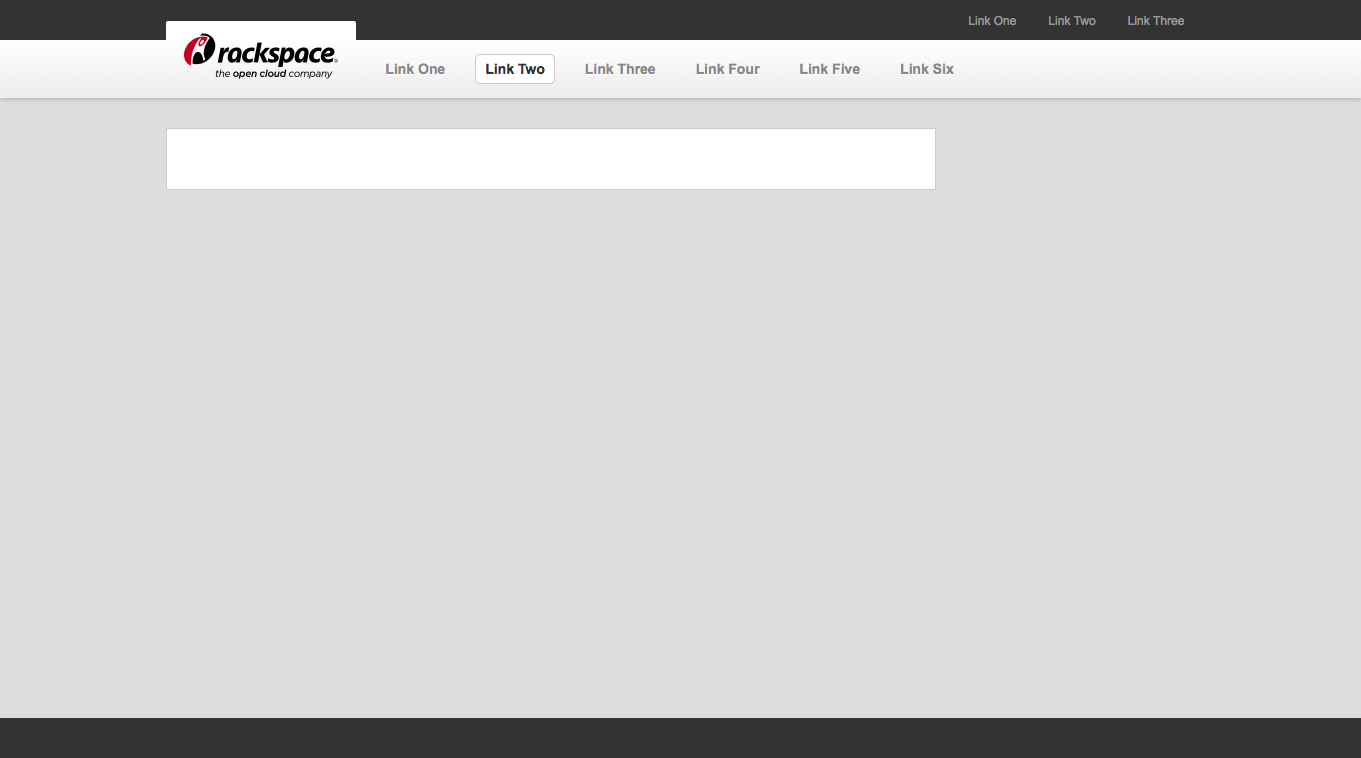 Link One Link Two Link Three
rackspace®
the open cloud company
Link One Link Two Link Three Link Four Link Five Link Six